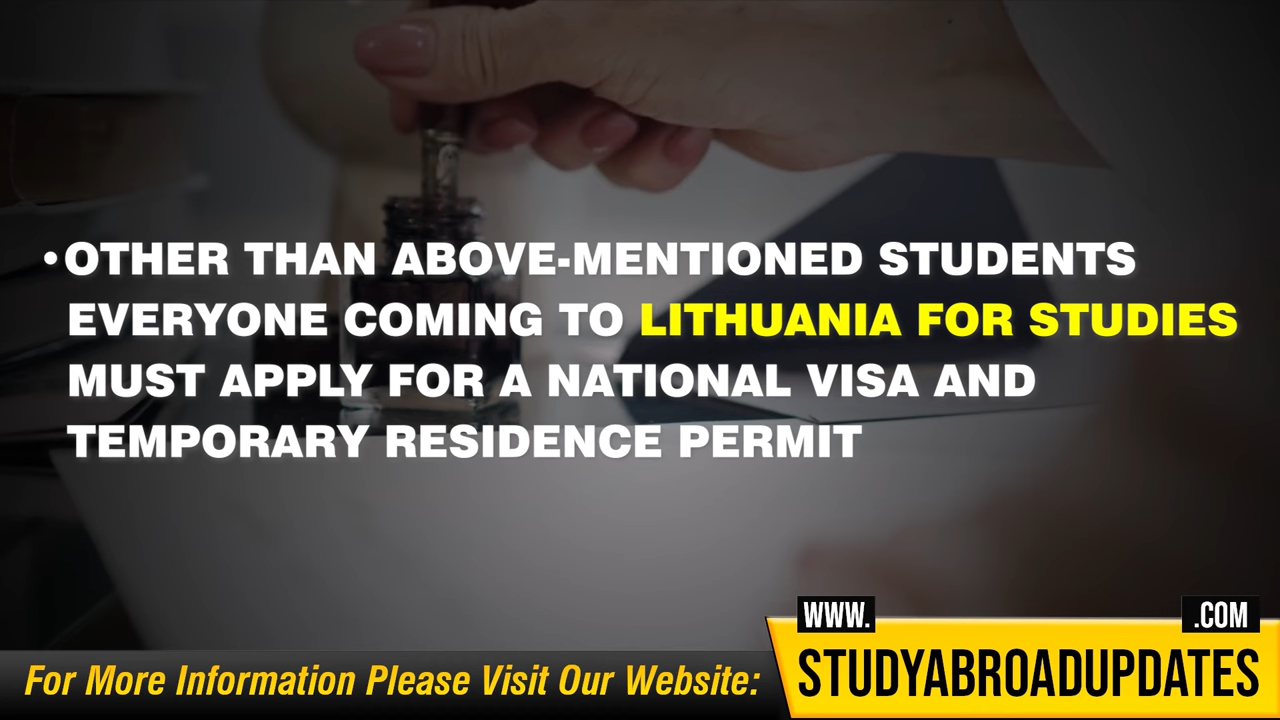 •OTHER THAN ABOVE-MENTIONED STUDENTS
EVERYONE COMING TO LITHUANIA FOR STUDIES
MUST APPLY FOR A NATIONAL VISA AND
TEMPORARY RESIDENCE PERMIT
For More Information Please Visit Our Website:
WWW.
.COM
STUDYABROADUPDATES